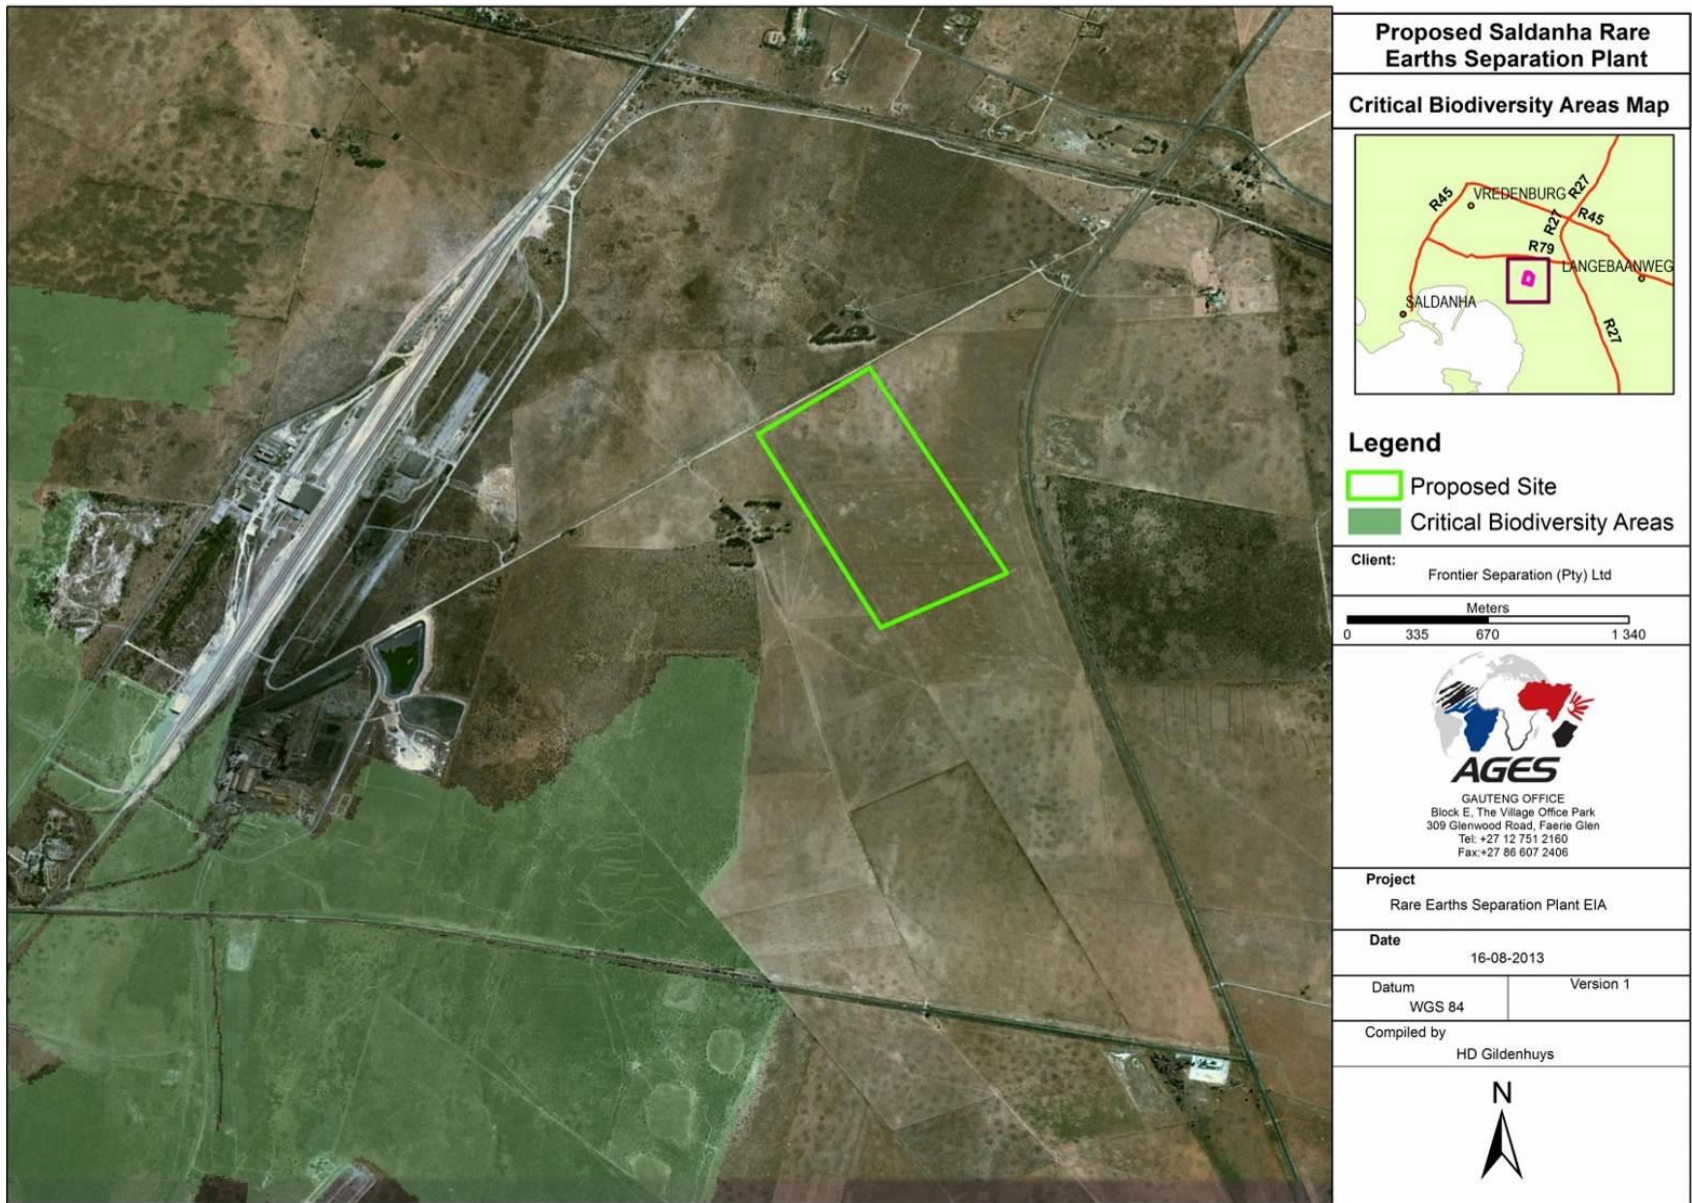 Proposed Saldanha Rare
Earths Separation Plant
Critical Biodiversity Areas Map
R45
VREDENBURG
R27
R27
R45
R79
LANGEBAANWEG
SALDANHA
R27
Legend
Proposed Site
Critical Biodiversity Areas
Client:
Frontier Separation (Pty) Ltd
Meters
0 335 670 1 340
AGES
GAUTENG OFFICE
Block E, The Village Office Park
309 Glenwood Road, Faerie Glen
Tel: +27 12 751 2160
Fax:+27 86 607 2406
Project
Rare Earths Separation Plant EIA
Date
16-08-2013
Datum
WGS 84
Version 1
Compiled by
HD Gildenhuys
N